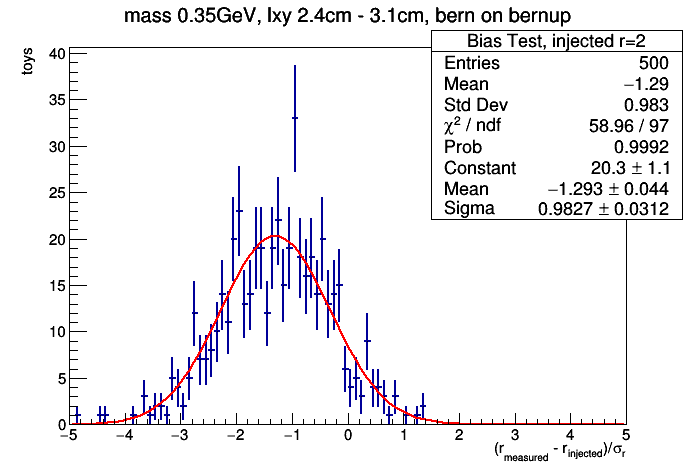 mass 0.35GeV, lxy 2.4cm - 3.1cm, bern on bernup
Bias Test, injected r=2
Entries 500
Mean −1.29
Std Dev 0.983
χ² / ndf 58.96 / 97
Prob 0.9992
Constant 20.3 ± 1.1
Mean −1.293 ± 0.044
Sigma 0.9827 ± 0.0312
toys
40
35
30
25
20
15
10
5
0
−5 −4 −3 −2 −1 0 1 2 3 4 5
(r_measured - r_injected)/σ_r